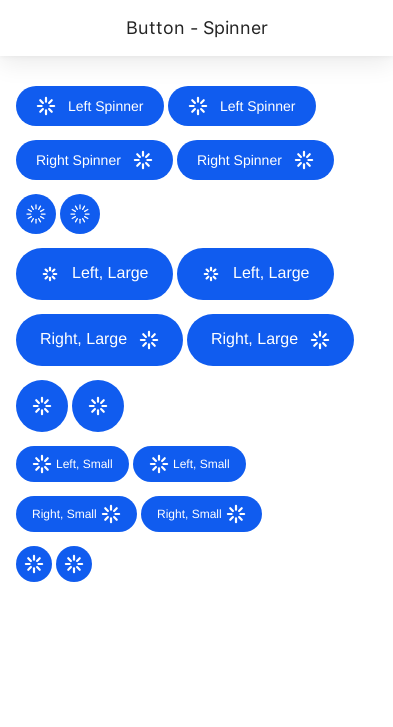 Button - Spinner
Left Spinner Left Spinner
Right Spinner Right Spinner
Left, Large Left, Large
Right, Large Right, Large
Left, Small Left, Small
Right, Small Right, Small